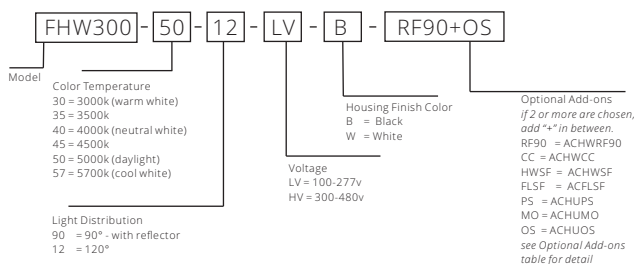 FHW300 - 50 - 12 - LV - B - RF90+OS
Model
Color Temperature
30 = 3000k (warm white)
35 = 3500k
40 = 4000k (neutral white)
45 = 4500k
50 = 5000k (daylight)
57 = 5700k (cool white)
Light Distribution
90 = 90° - with reflector
12 = 120°
Voltage
LV = 100-277v
HV = 300-480v
Housing Finish Color
B = Black
W = White
Optional Add-ons
if 2 or more are chosen,
add "+" in between.
RF90 = ACHWRF90
CC = ACHWCC
HWSF = ACHWSF
FLSF = ACFLSF
PS = ACHUPS
MO = ACHUMO
OS = ACHUOS
see Optional Add-ons
table for detail